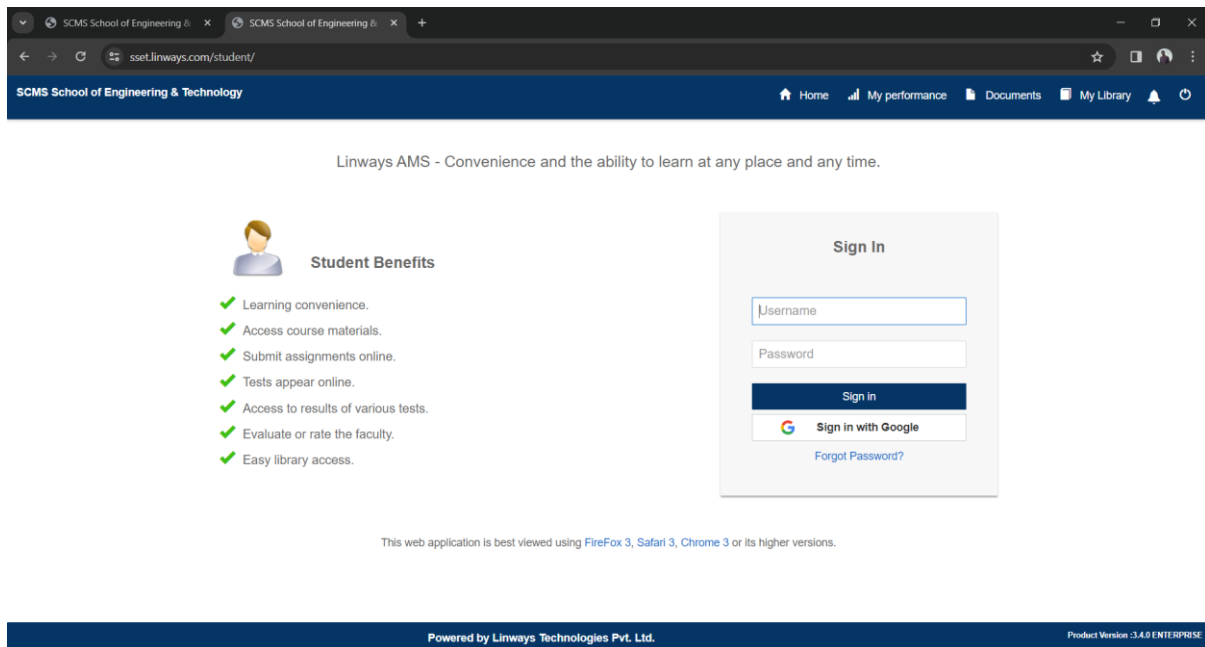 SCMS School of Engineering &
SCMS School of Engineering &
sset.linways.com/student/
SCMS School of Engineering & Technology
Home My performance Documents My Library
Linways AMS - Convenience and the ability to learn at any place and any time.
Student Benefits
Learning convenience.
Access course materials.
Submit assignments online.
Tests appear online.
Access to results of various tests.
Evaluate or rate the faculty.
Easy library access.
Sign In
Username
Password
Sign in
Sign in with Google
Forgot Password?
This web application is best viewed using FireFox 3, Safari 3, Chrome 3 or its higher versions.
Powered by Linways Technologies Pvt. Ltd.
Product Version :3.4.0 ENTERPRISE